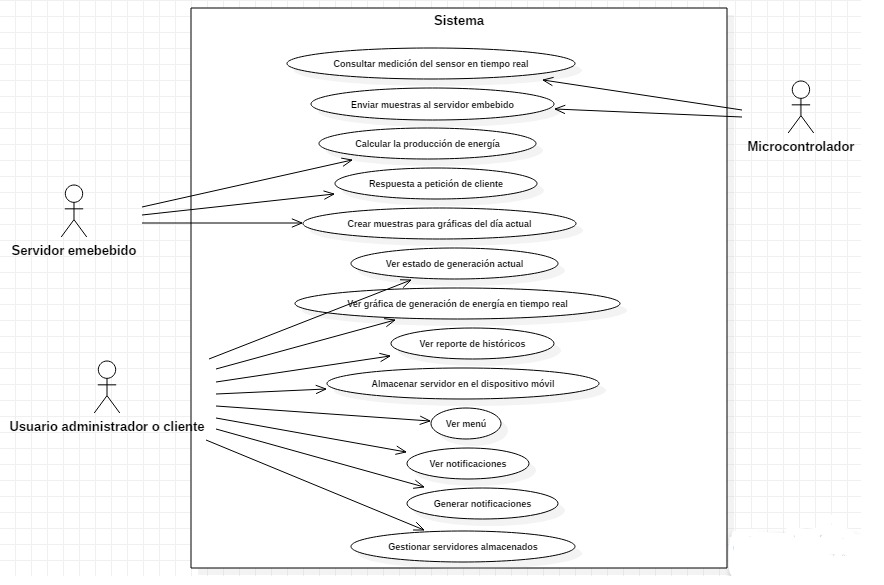 Sistema
Consultar medición del sensor en tiempo real
Enviar muestras al servidor embebido
Calcular la producción de energía
Microcontrolador
Respuesta a petición de cliente
Crear muestras para gráficas del día actual
Servidor emebebido
Ver estado de generación actual
Ver gráfica de generación de energía en tiempo real
Ver reporte de históricos
Almacenar servidor en el dispositivo móvil
Ver menú
Usuario administrador o cliente
Ver notificaciones
Generar notificaciones
Gestionar servidores almacenados